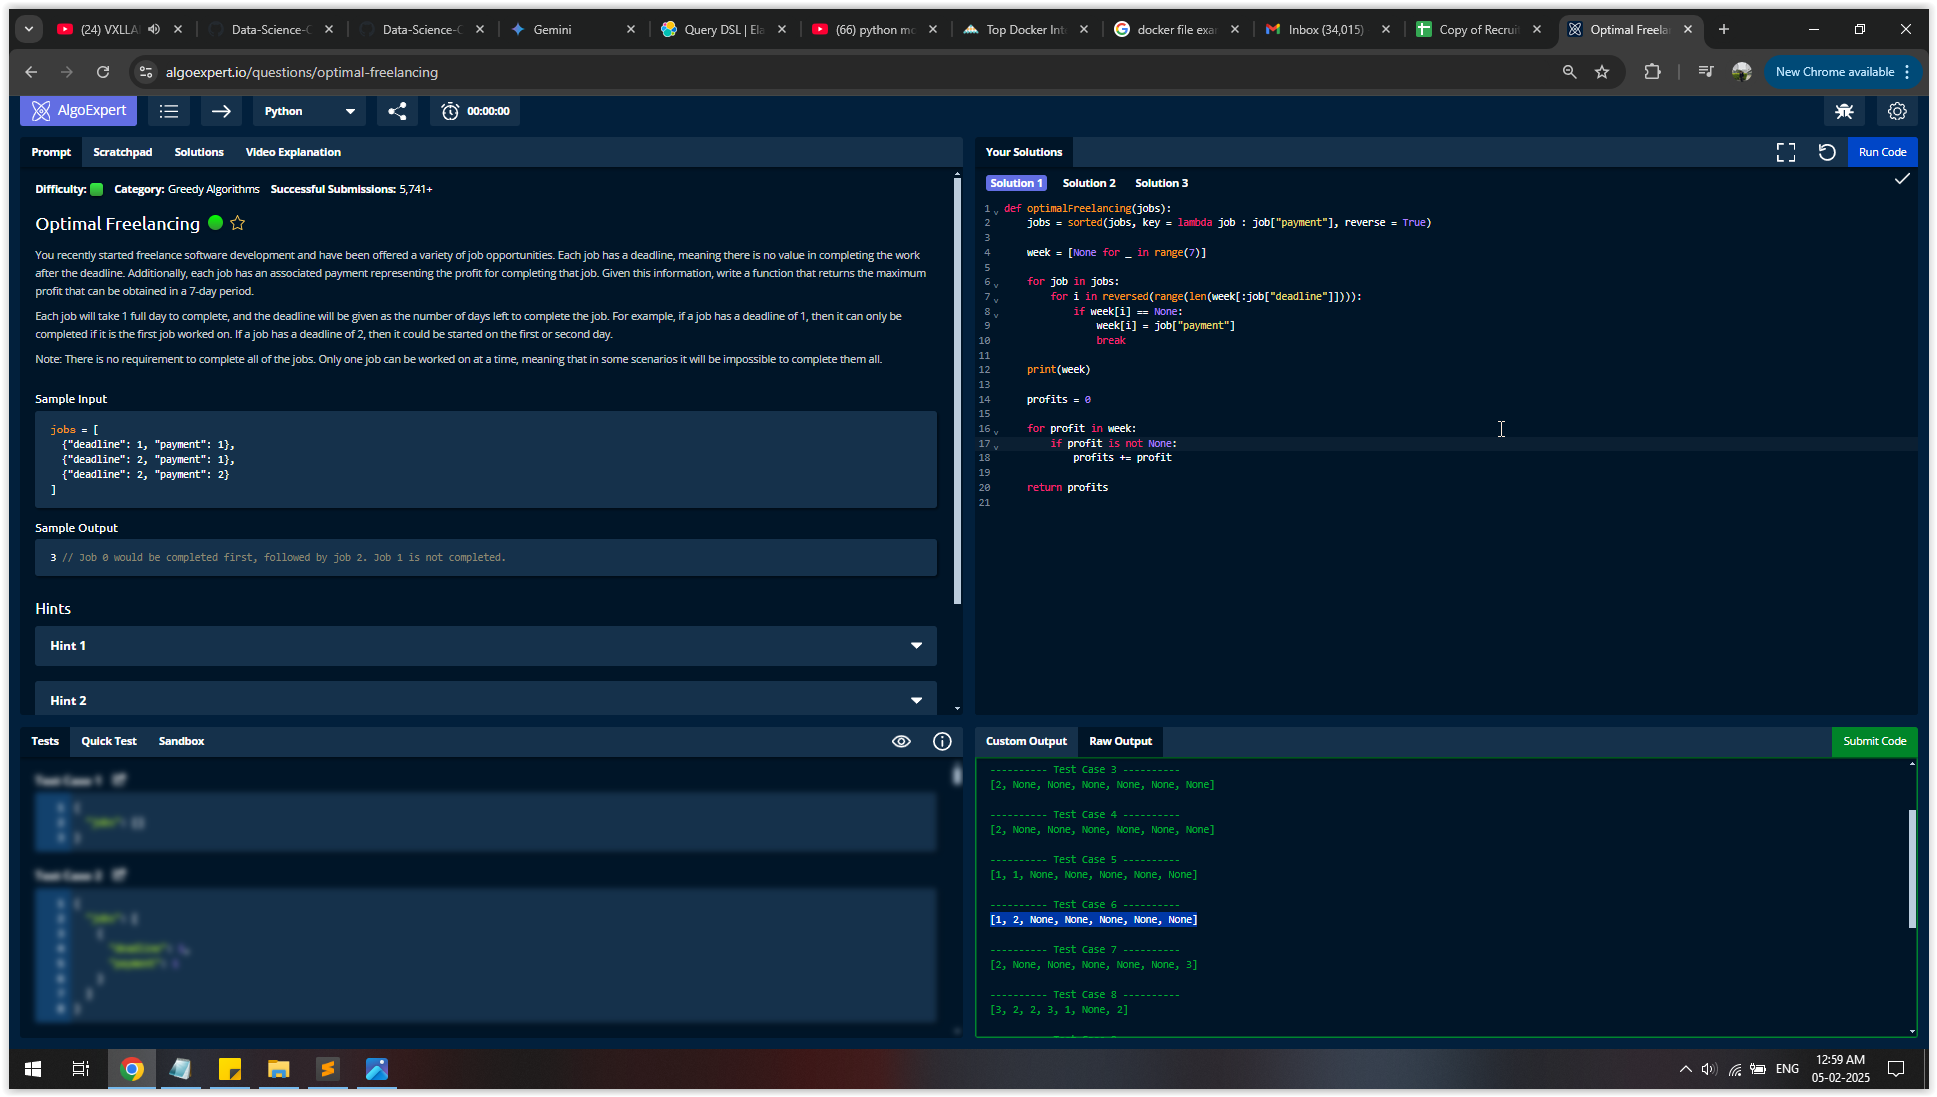 (24) VXLLA
Data-Science-C
Data-Science-C
Gemini
Query DSL | Ela
(66) python mo
Top Docker Int
docker file exa
Inbox (34,015)
Copy of Recruit
Optimal Freelan
algoexpert.io/questions/optimal-freelancing
New Chrome available
AlgoExpert
Python
00:00:00
Prompt
Scratchpad
Solutions
Video Explanation
Difficulty: Category: Greedy Algorithms Successful Submissions: 5,741+
Optimal Freelancing
You recently started freelance software development and have been offered a variety of job opportunities. Each job has a deadline, meaning there is no value in completing the work
after the deadline. Additionally, each job has an associated payment representing the profit for completing that job. Given this information, write a function that returns the maximum
profit that can be obtained in a 7-day period.
Each job will take 1 full day to complete, and the deadline will be given as the number of days left to complete the job. For example, if a job has a deadline of 1, then it can only be
completed if it is the first job worked on. If a job has a deadline of 2, then it could be started on the first or second day.
Note: There is no requirement to complete all of the jobs. Only one job can be worked on at a time, meaning that in some scenarios it will be impossible to complete them all.
Sample Input
jobs = [
{"deadline": 1, "payment": 1},
{"deadline": 2, "payment": 1},
{"deadline": 2, "payment": 2}
]
Sample Output
3 // Job 0 would be completed first, followed by job 2. Job 1 is not completed.
Hints
Hint 1
Hint 2
Your Solutions
Run Code
Solution 1
Solution 2
Solution 3
1 def optimalFreelancing(jobs):
2 jobs = sorted(jobs, key = lambda job : job["payment"], reverse = True)
3
4 week = [None for _ in range(7)]
5
6 for job in jobs:
7 for i in reversed(range(len(week[:job["deadline"]]))):
8 if week[i] == None:
9 week[i] = job["payment"]
10 break
11
12 print(week)
13
14 profits = 0
15
16 for profit in week:
17 if profit is not None:
18 profits += profit
19
20 return profits
21
Tests
Quick Test
Sandbox
Test Case 1
Test Case 2
Custom Output
Raw Output
Submit Code
---------- Test Case 3 ----------
[2, None, None, None, None, None, None]
---------- Test Case 4 ----------
[2, None, None, None, None, None, None]
---------- Test Case 5 ----------
[1, 1, None, None, None, None, None]
---------- Test Case 6 ----------
[1, 2, None, None, None, None, None]
---------- Test Case 7 ----------
[2, None, None, None, None, None, 3]
---------- Test Case 8 ----------
[3, 2, 2, 3, 1, None, 2]
ENG
12:59 AM
05-02-2025